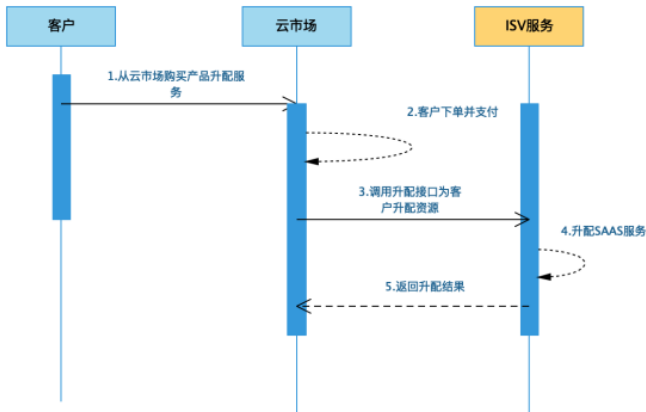 客户
云市场
ISV服务
1.从云市场购买产品升配服
务
2.客户下单并支付
3.调用升配接口为客
户升配资源
4.升配SAAS服务
5.返回升配结果